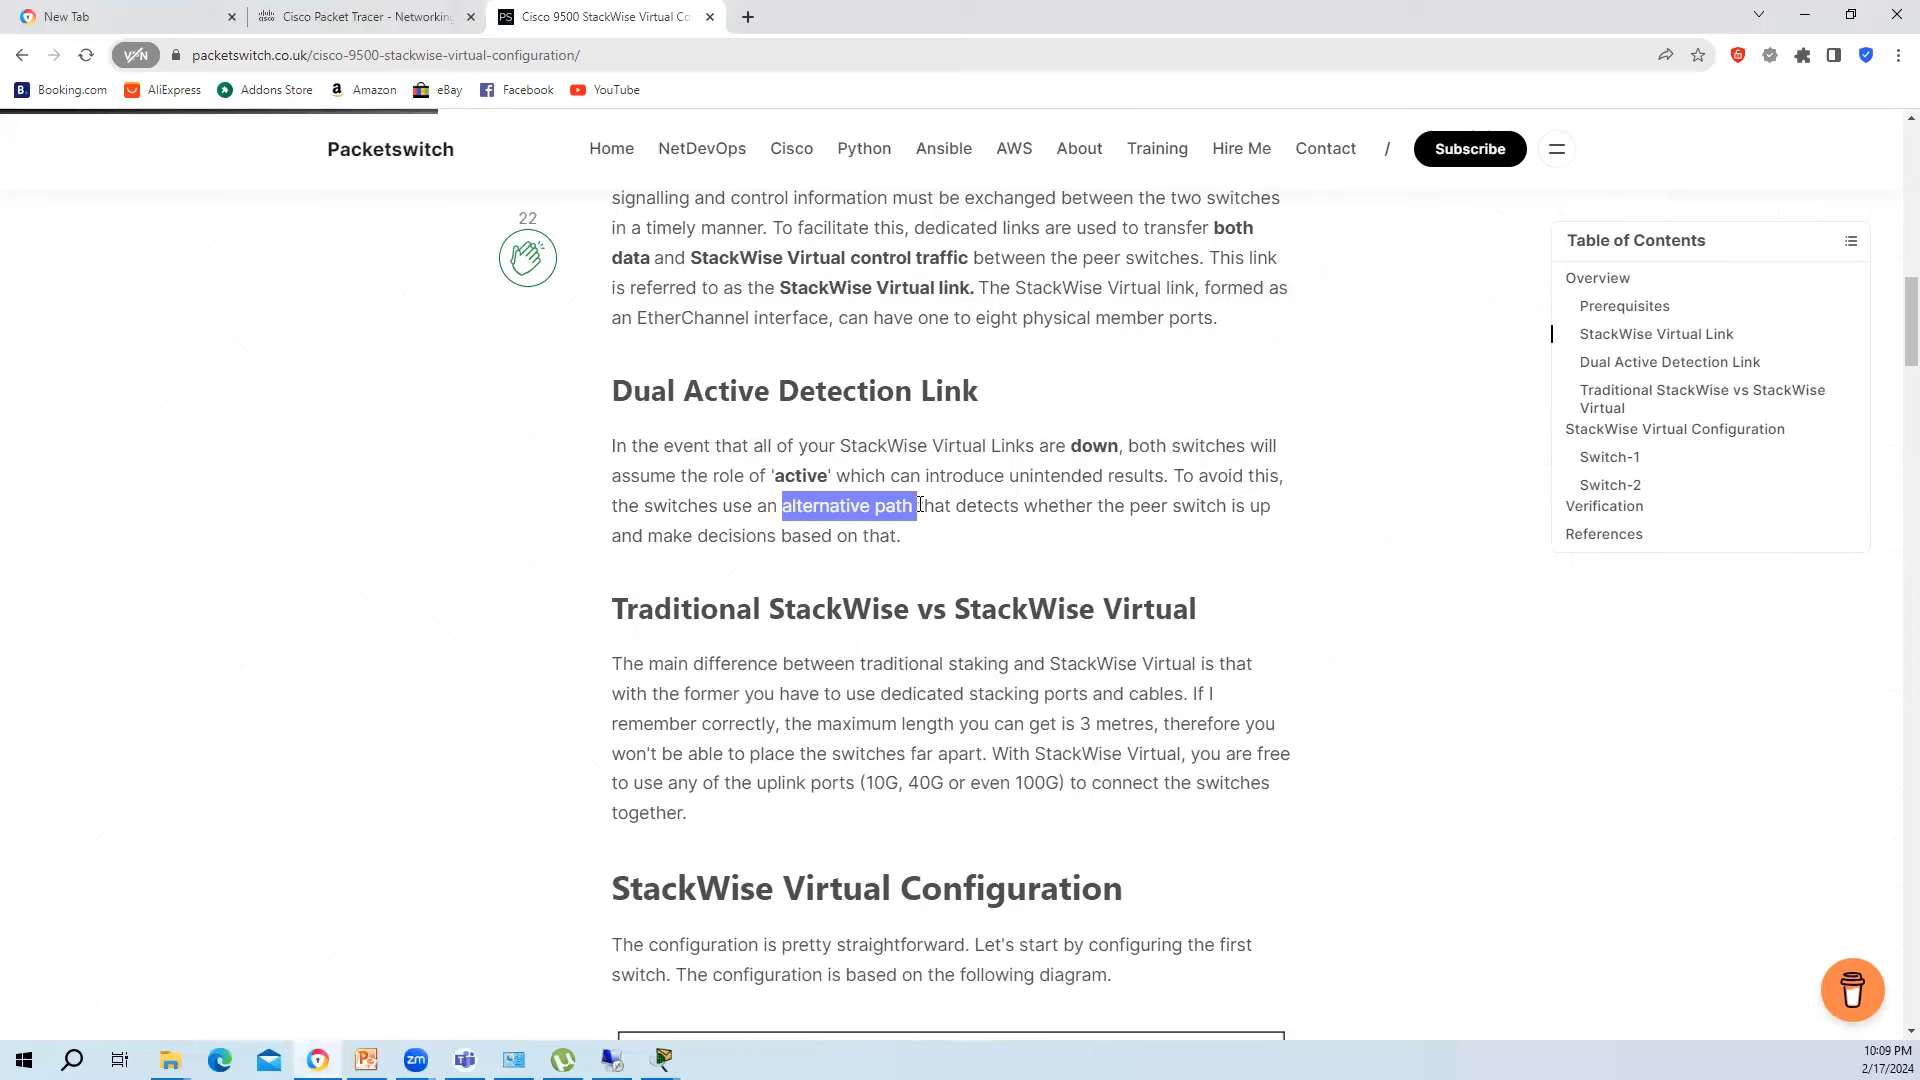 New Tab
Cisco Packet Tracer - Networking
PS
Cisco 9500 StackWise Virtual Co
VPN
packetswitch.co.uk/cisco-9500-stackwise-virtual-configuration/
B.
Booking.com
AliExpress
Addons Store
Amazon
eBay
Facebook
YouTube
Packetswitch
Home
NetDevOps
Cisco
Python
Ansible
AWS
About
Training
Hire Me
Contact
/
Subscribe
22
signalling and control information must be exchanged between the two switches
in a timely manner. To facilitate this, dedicated links are used to transfer both
data and StackWise Virtual control traffic between the peer switches. This link
is referred to as the StackWise Virtual link. The StackWise Virtual link, formed as
an EtherChannel interface, can have one to eight physical member ports.
Dual Active Detection Link
In the event that all of your StackWise Virtual Links are down, both switches will
assume the role of 'active' which can introduce unintended results. To avoid this,
the switches use an alternative path that detects whether the peer switch is up
and make decisions based on that.
Traditional StackWise vs StackWise Virtual
The main difference between traditional staking and StackWise Virtual is that
with the former you have to use dedicated stacking ports and cables. If I
remember correctly, the maximum length you can get is 3 metres, therefore you
won't be able to place the switches far apart. With StackWise Virtual, you are free
to use any of the uplink ports (10G, 40G or even 100G) to connect the switches
together.
StackWise Virtual Configuration
The configuration is pretty straightforward. Let's start by configuring the first
switch. The configuration is based on the following diagram.
Table of Contents
Overview
Prerequisites
StackWise Virtual Link
Dual Active Detection Link
Traditional StackWise vs StackWise
Virtual
StackWise Virtual Configuration
Switch-1
Switch-2
Verification
References
zm
10:09 PM
2/17/2024